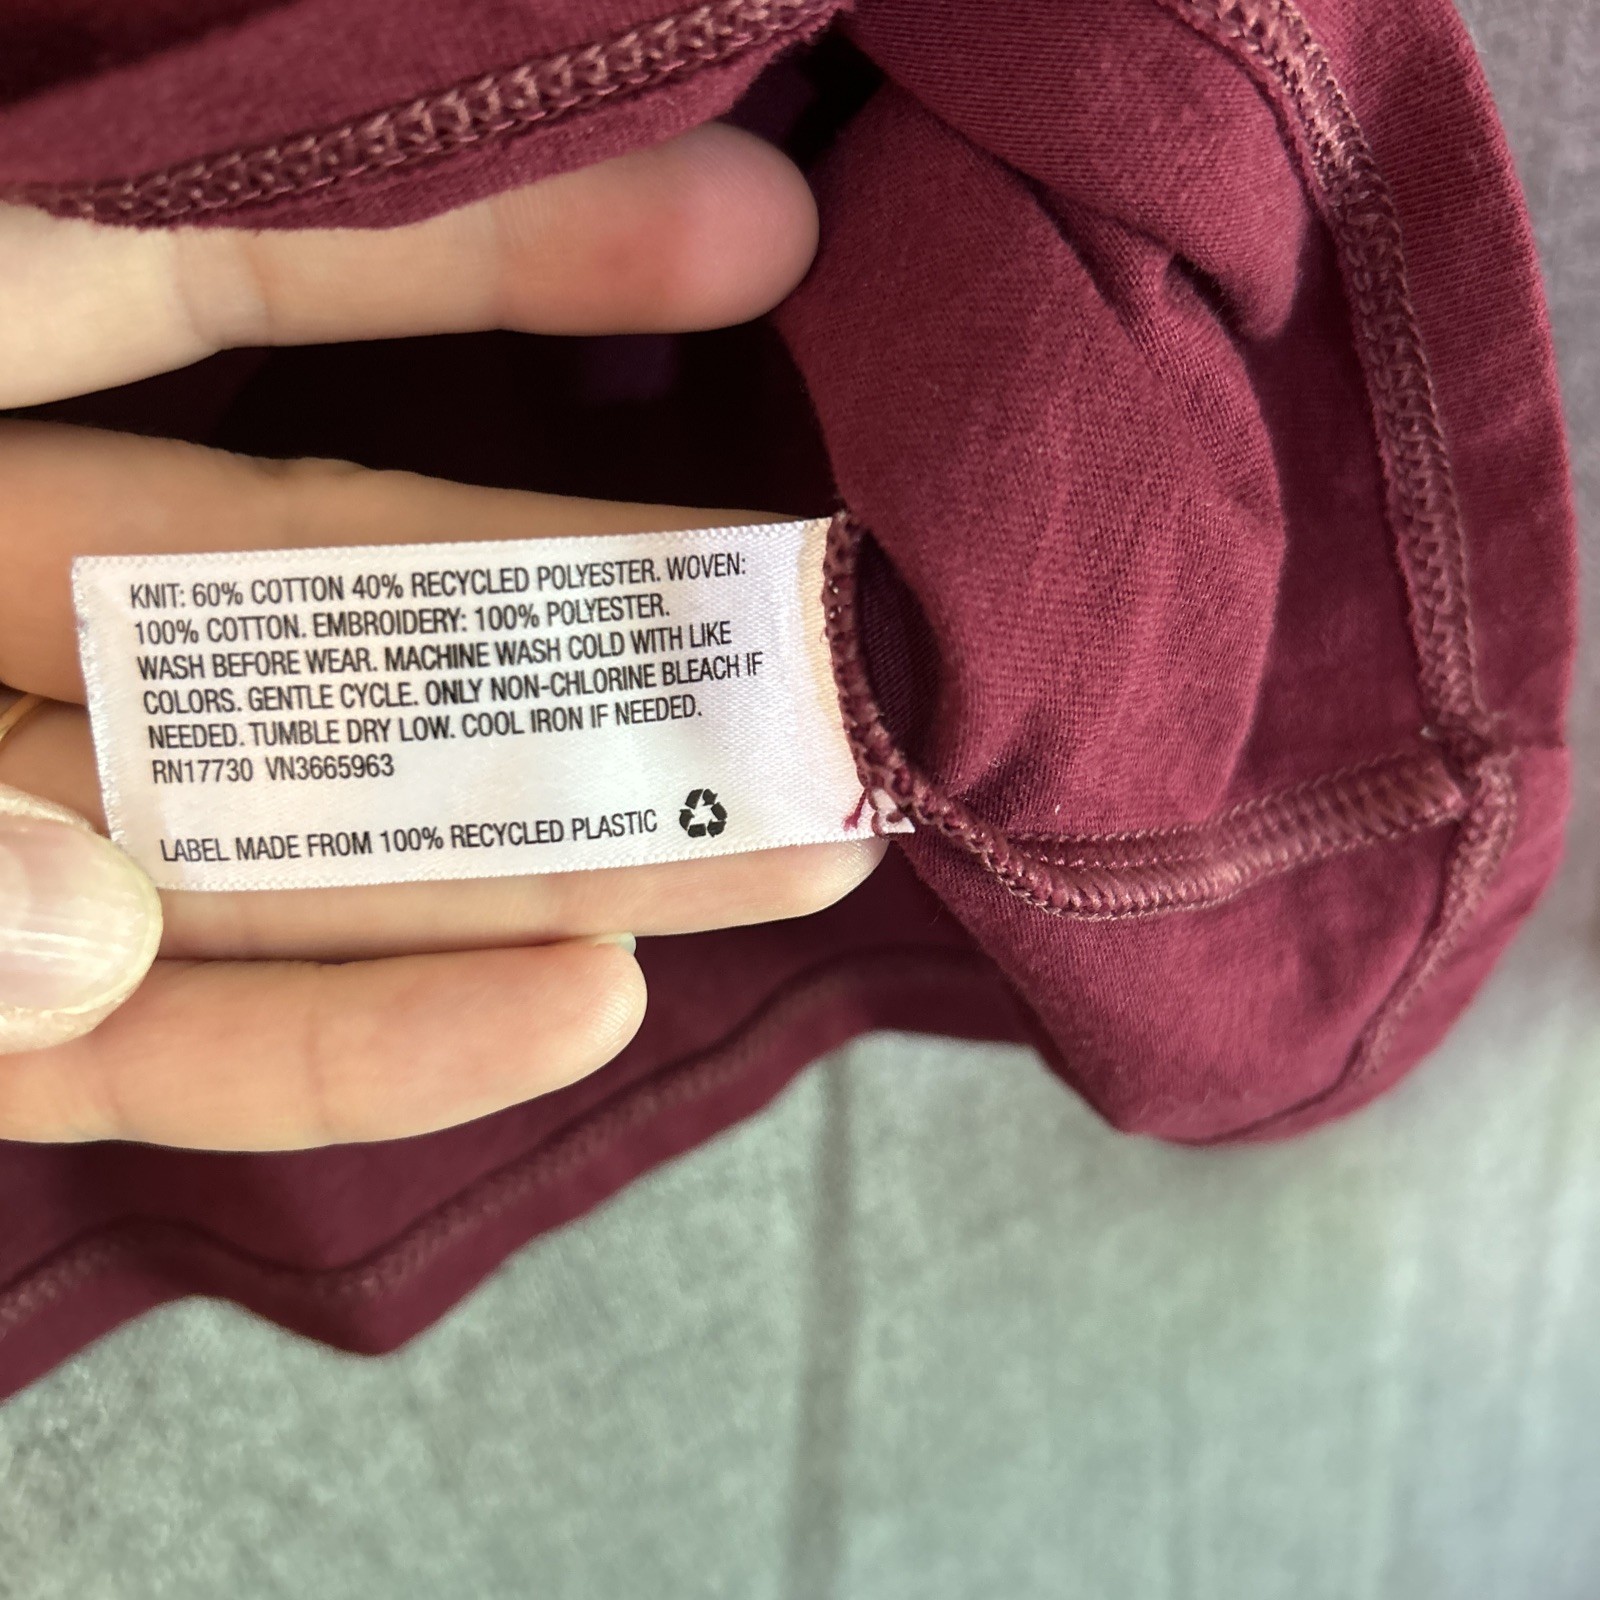 KNIT: 60% COTTON 40% RECYCLED POLYESTER. WOVEN:
100% COTTON. EMBROIDERY: 100% POLYESTER.
WASH BEFORE WEAR. MACHINE WASH COLD WITH LIKE
COLORS. GENTLE CYCLE. ONLY NON-CHLORINE BLEACH IF
NEEDED. TUMBLE DRY LOW. COOL IRON IF NEEDED.
RN17730 VN3665963
LABEL MADE FROM 100% RECYCLED PLASTIC